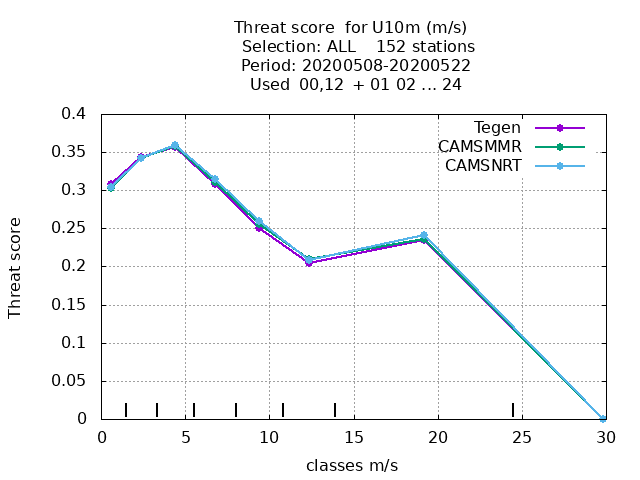 Threat score  for U10m (m/s)
Selection: ALL    152 stations
Period: 20200508-20200522
Used  00,12  + 01 02 ... 24
Tegen
CAMSMMR
CAMSNRT
0.4
0.35
0.3
0.25
0.2
0.15
0.1
0.05
0
Threat score
0 5 10 15 20 25 30
classes m/s